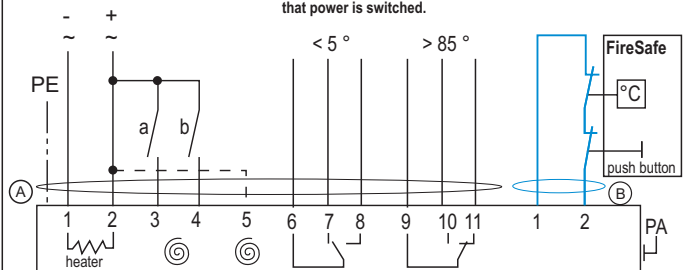 that power is switched.
- +
~ ~
< 5 ° > 85 °
FireSafe
°C
PE
a b
push button
A B
1 2 3 4 5 6 7 8 9 10 11 1 2
PA
heater